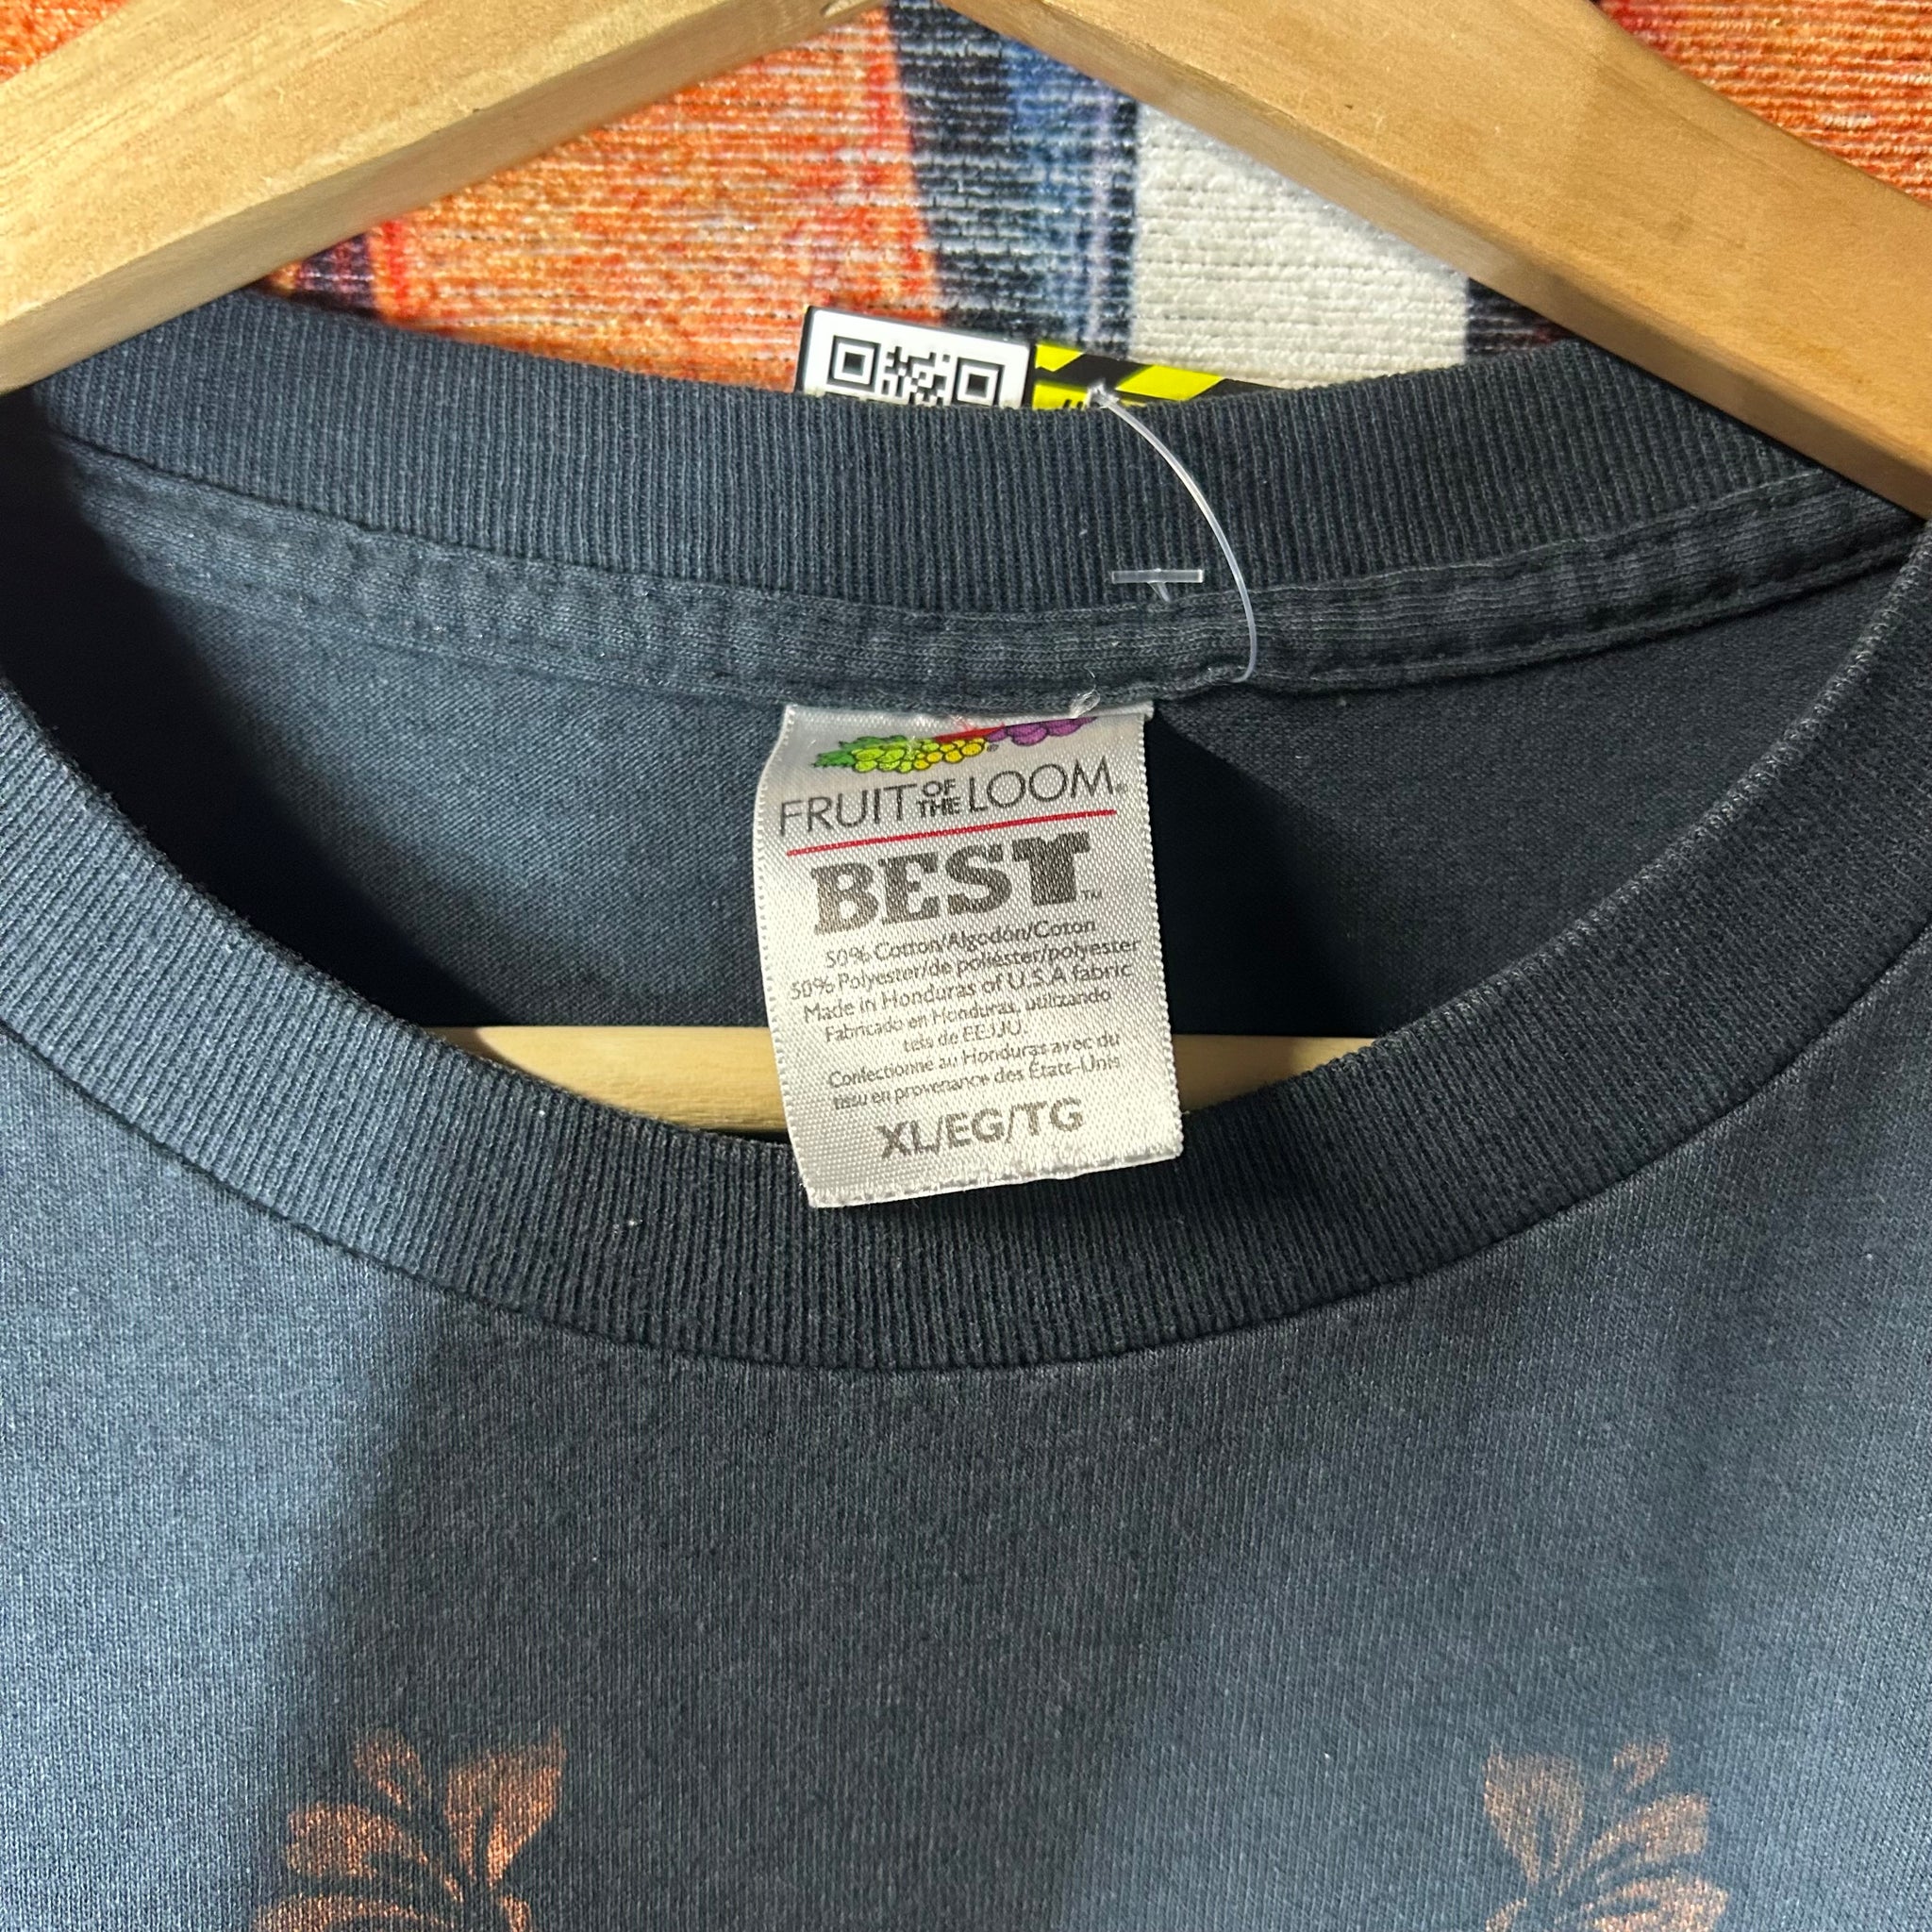 FRUIT OF THE LOOM®
BEST™
50% Cotton/Algodón/Coton
50% Polyester/de poliéster/polyester
Made in Honduras of U.S.A fabric
Fabricado en Honduras, utilizando
tela de EE.UU.
Confectionné au Honduras avec du
tissu en provenance des États-Unis
XL/EG/TG